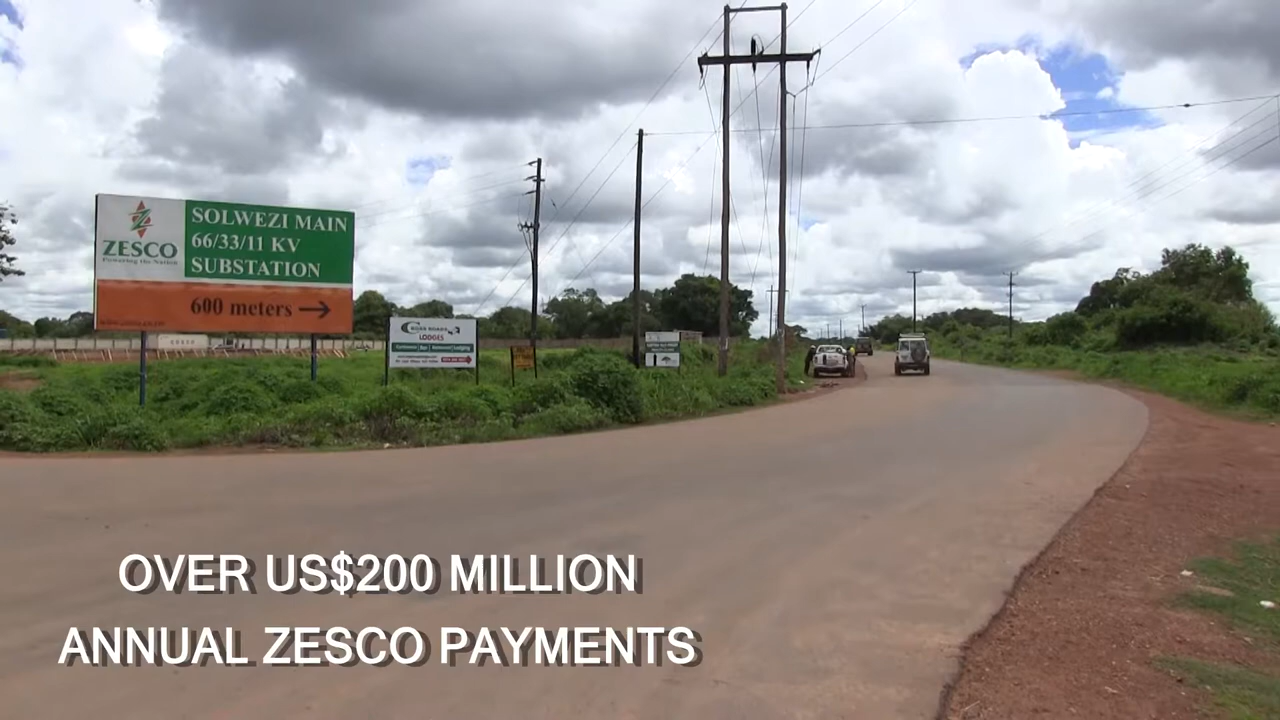 ZESCO
Powering the Nation
SOLWEZI MAIN
66/33/11 KV
SUBSTATION
600 meters →
LODGES
OVER US$200 MILLION
ANNUAL ZESCO PAYMENTS